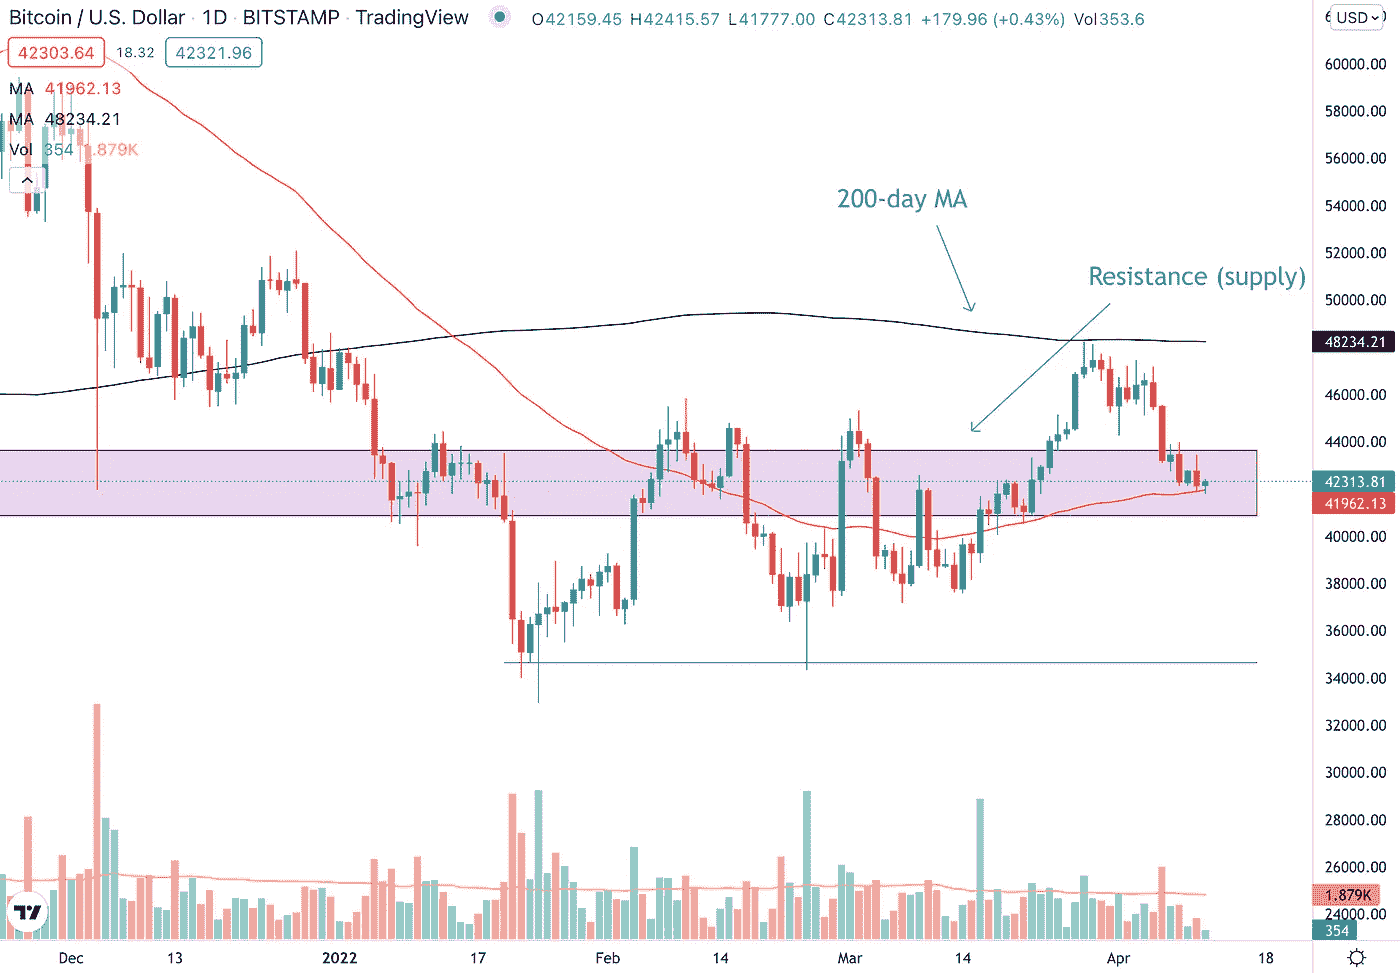 Bitcoin / U.S. Dollar · 1D · BITSTAMP · TradingView O42159.45 H42415.57 L41777.00 C42313.81 +179.96 (+0.43%) Vol353.6
USD
42303.64 18.32 42321.96
MA 41962.13
MA 48234.21
Vol 354 1.879K
200-day MA
Resistance (supply)
60000.00
58000.00
56000.00
54000.00
52000.00
50000.00
48234.21
46000.00
44000.00
42313.81
41962.13
40000.00
38000.00
36000.00
34000.00
32000.00
30000.00
28000.00
26000.00
1.879K
24000.00
354
Dec 13 2022 17 Feb 14 Mar 14 Apr 18